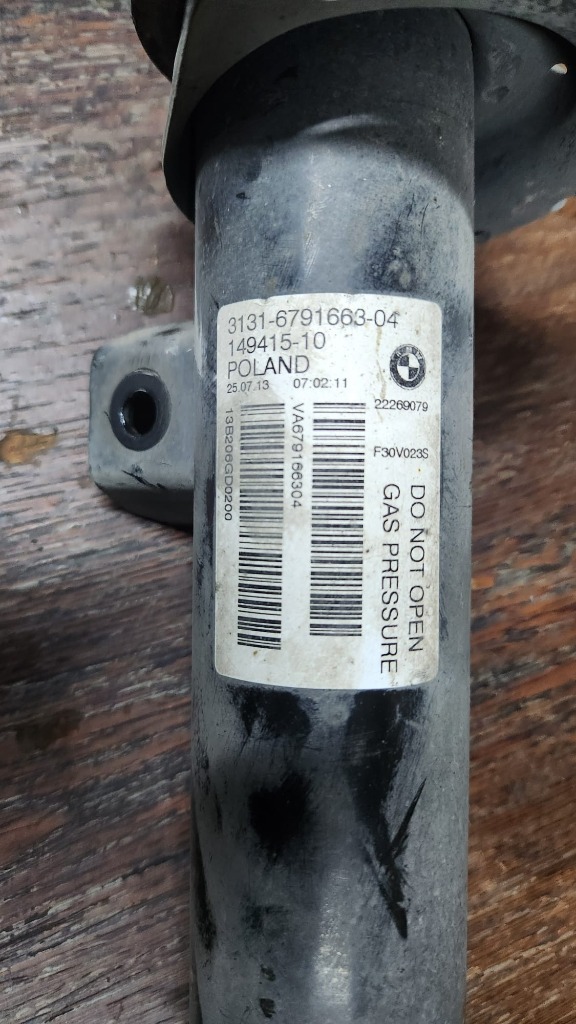 3131-6791663-04
149415-10
POLAND
25.07.13 07:02:11
BMW
22269079
F30V023S
13B206GD0200
VA679166304
DO NOT OPEN
GAS PRESSURE